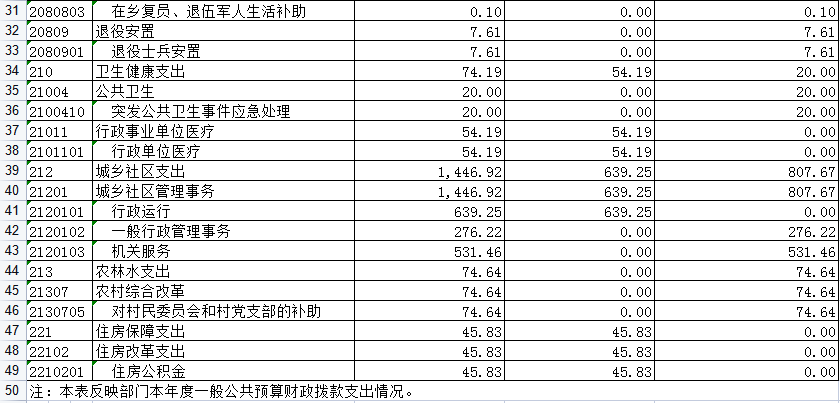 31 2080803 在乡复员、退伍军人生活补助 0.10 0.00 0.10
32 20809 退役安置 7.61 0.00 7.61
33 2080901 退役士兵安置 7.61 0.00 7.61
34 210 卫生健康支出 74.19 54.19 20.00
35 21004 公共卫生 20.00 0.00 20.00
36 2100410 突发公共卫生事件应急处理 20.00 0.00 20.00
37 21011 行政事业单位医疗 54.19 54.19 0.00
38 2101101 行政单位医疗 54.19 54.19 0.00
39 212 城乡社区支出 1,446.92 639.25 807.67
40 21201 城乡社区管理事务 1,446.92 639.25 807.67
41 2120101 行政运行 639.25 639.25 0.00
42 2120102 一般行政管理事务 276.22 0.00 276.22
43 2120103 机关服务 531.46 0.00 531.46
44 213 农林水支出 74.64 0.00 74.64
45 21307 农村综合改革 74.64 0.00 74.64
46 2130705 对村民委员会和村党支部的补助 74.64 0.00 74.64
47 221 住房保障支出 45.83 45.83 0.00
48 22102 住房改革支出 45.83 45.83 0.00
49 2210201 住房公积金 45.83 45.83 0.00
50 注：本表反映部门本年度一般公共预算财政拨款支出情况。